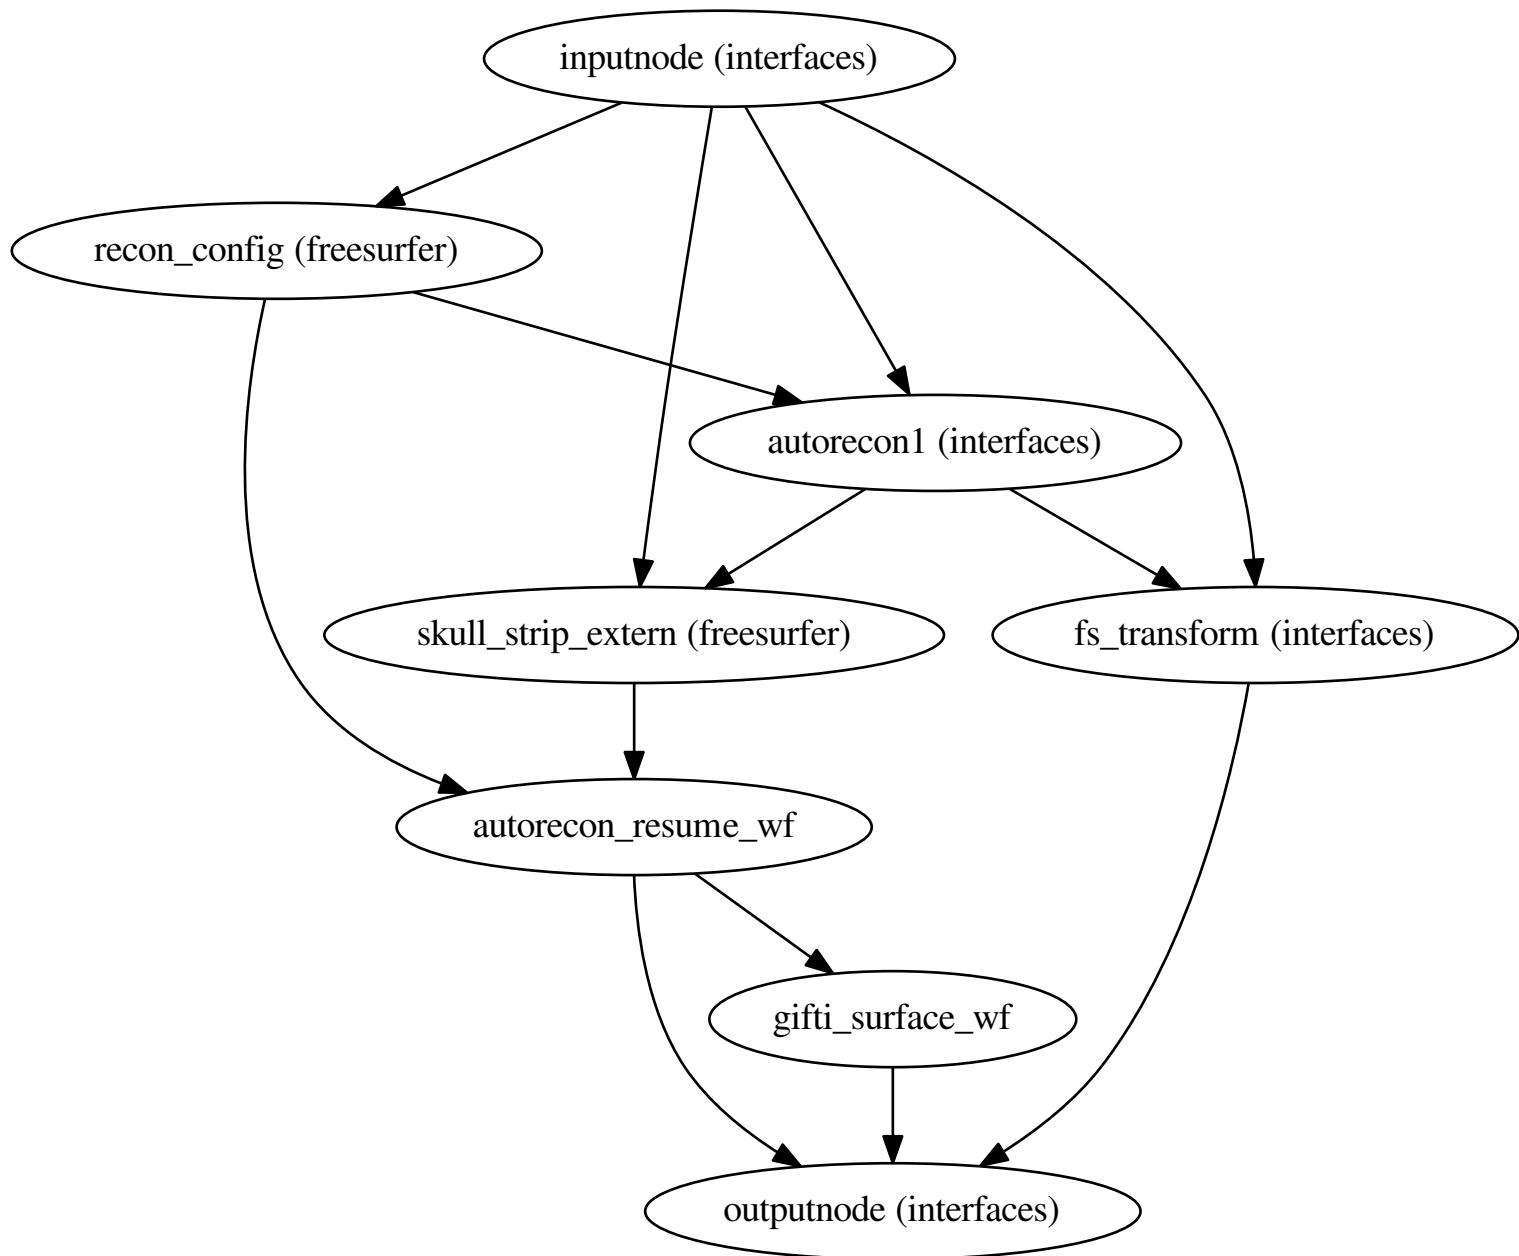 inputnode (interfaces)
recon_config (freesurfer)
autorecon1 (interfaces)
skull_strip_extern (freesurfer)
fs_transform (interfaces)
autorecon_resume_wf
gifti_surface_wf
outputnode (interfaces)